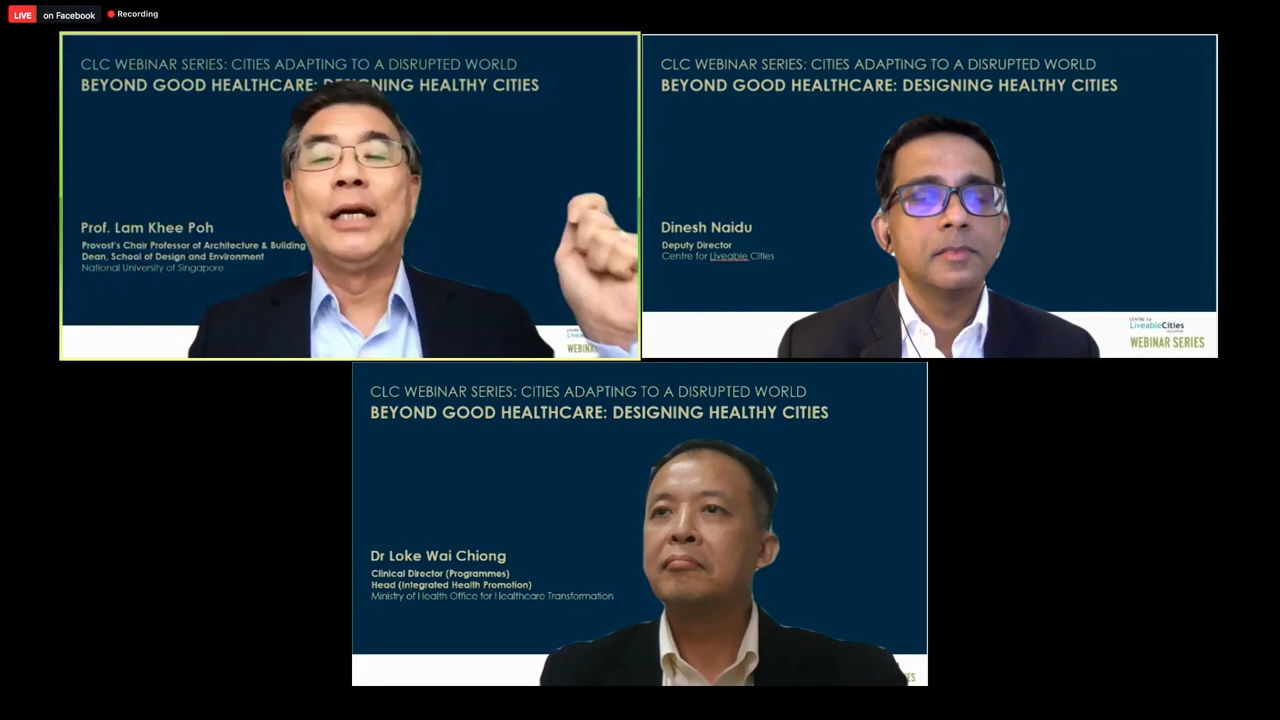 LIVE on Facebook Recording
CLC WEBINAR SERIES: CITIES ADAPTING TO A DISRUPTED WORLD
BEYOND GOOD HEALTHCARE: DESIGNING HEALTHY CITIES
Prof. Lam Khee Poh
Provost's Chair Professor of Architecture & Building
Dean, School of Design and Environment
National University of Singapore
WEBINAR
CLC WEBINAR SERIES: CITIES ADAPTING TO A DISRUPTED WORLD
BEYOND GOOD HEALTHCARE: DESIGNING HEALTHY CITIES
Dinesh Naidu
Deputy Director
Centre for Liveable Cities
CENTRE for
LiveableCities
WEBINAR SERIES
CLC WEBINAR SERIES: CITIES ADAPTING TO A DISRUPTED WORLD
BEYOND GOOD HEALTHCARE: DESIGNING HEALTHY CITIES
Dr Loke Wai Chiong
Clinical Director (Programmes)
Head (Integrated Health Promotion)
Ministry of Health Office for Healthcare Transformation